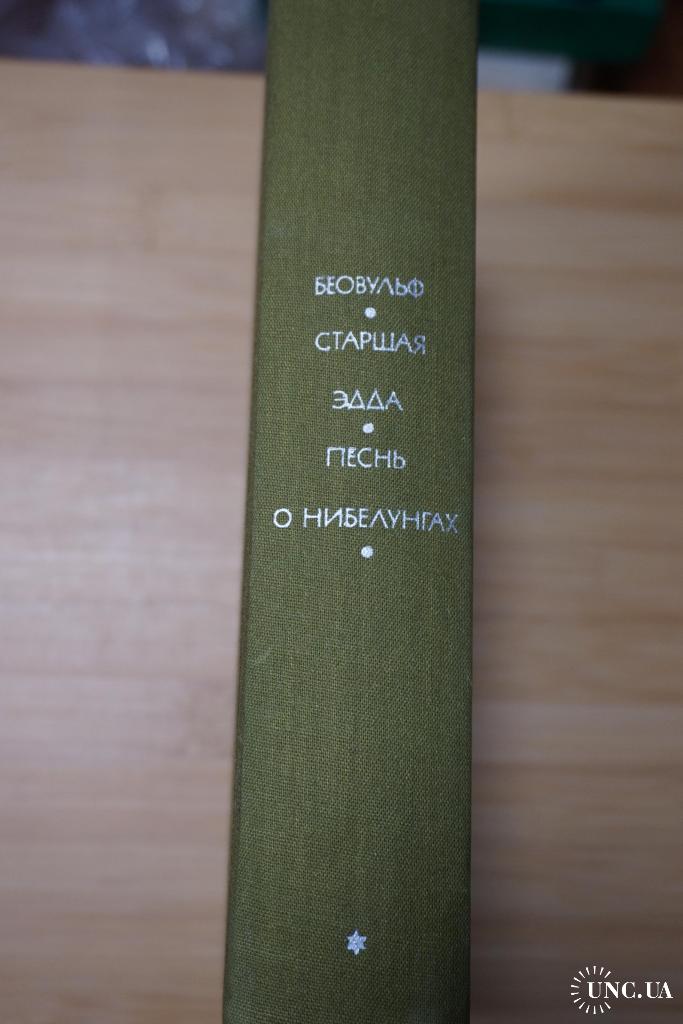 БЕОВУЛЬФ
СТАРШАЯ
ЭДДА
ПЕСНЬ
О НИБЕЛУНГАХ
UNC.UA